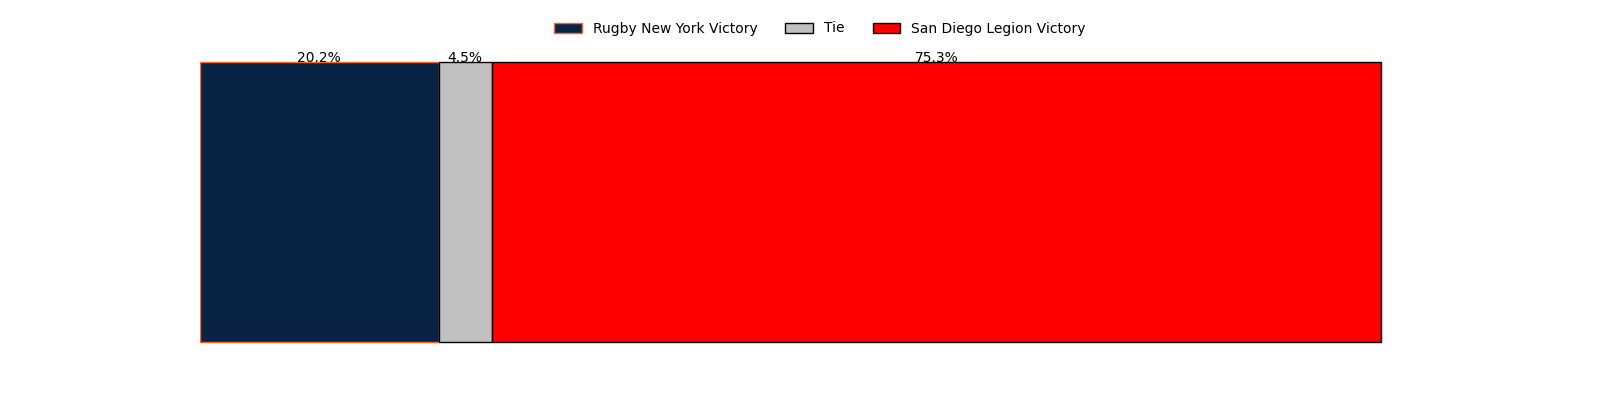 Rugby New York Victory Tie San Diego Legion Victory
20.2% 4.5% 75.3%